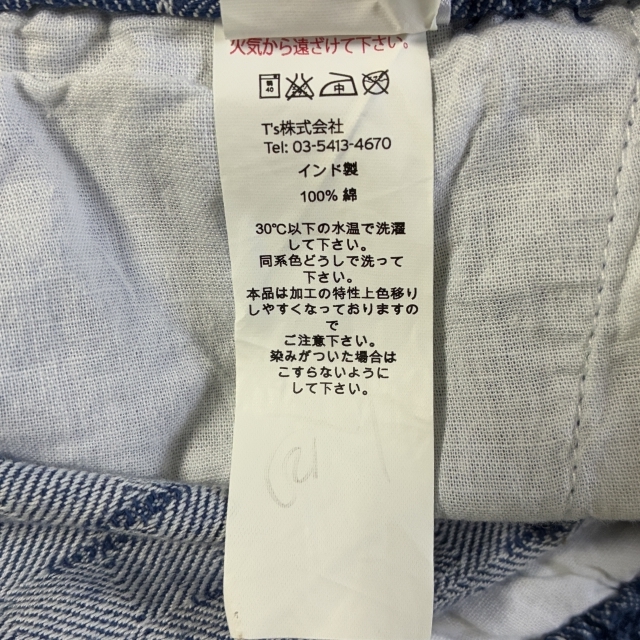 火気から遠ざけて下さい。
40
中
T's株式会社
Tel: 03-5413-4670
インド製
100% 綿
30℃以下の水温で洗濯
して下さい。
同系色どうしで洗って
下さい。
本品は加工の特性上色移り
しやすくなっておりますの
で
ご注意下さい。
染みがついた場合は
こすらないように
して下さい。